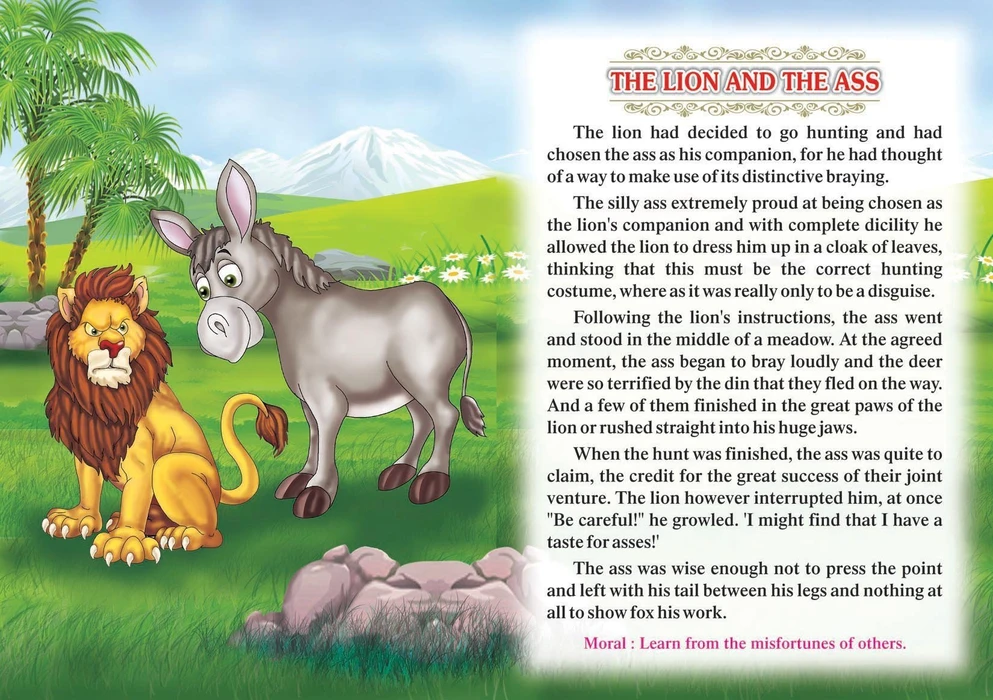 THE LION AND THE ASS
The lion had decided to go hunting and had
chosen the ass as his companion, for he had thought
of a way to make use of its distinctive braying.
The silly ass extremely proud at being chosen as
the lion's companion and with complete dicility he
allowed the lion to dress him up in a cloak of leaves,
thinking that this must be the correct hunting
costume, where as it was really only to be a disguise.
Following the lion's instructions, the ass went
and stood in the middle of a meadow. At the agreed
moment, the ass began to bray loudly and the deer
were so terrified by the din that they fled on the way.
And a few of them finished in the great paws of the
lion or rushed straight into his huge jaws.
When the hunt was finished, the ass was quite to
claim, the credit for the great success of their joint
venture. The lion however interrupted him, at once
"Be careful!" he growled. 'I might find that I have a
taste for asses!'
The ass was wise enough not to press the point
and left with his tail between his legs and nothing at
all to show fox his work.
Moral : Learn from the misfortunes of others.